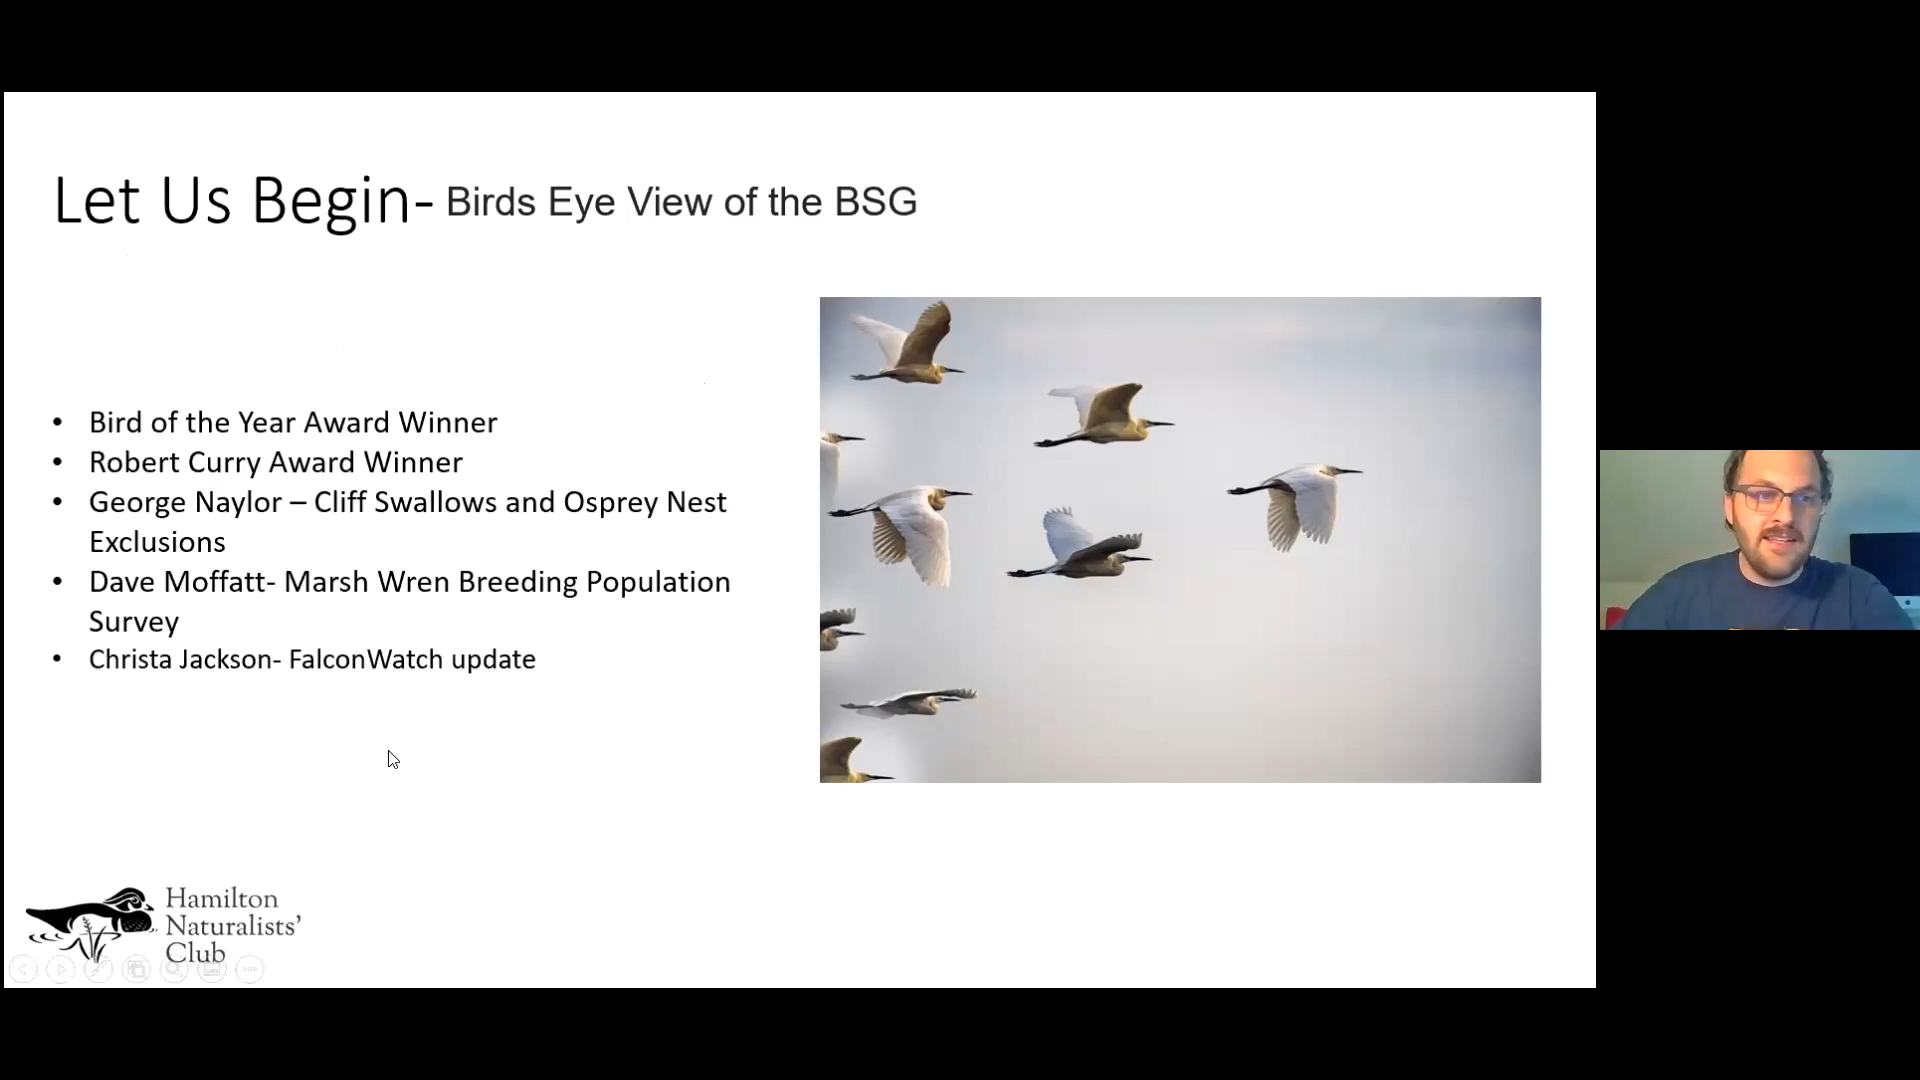 Let Us Begin- Birds Eye View of the BSG
• Bird of the Year Award Winner
• Robert Curry Award Winner
• George Naylor – Cliff Swallows and Osprey Nest
Exclusions
• Dave Moffatt- Marsh Wren Breeding Population
Survey
• Christa Jackson- FalconWatch update
Hamilton
Naturalists’
Club